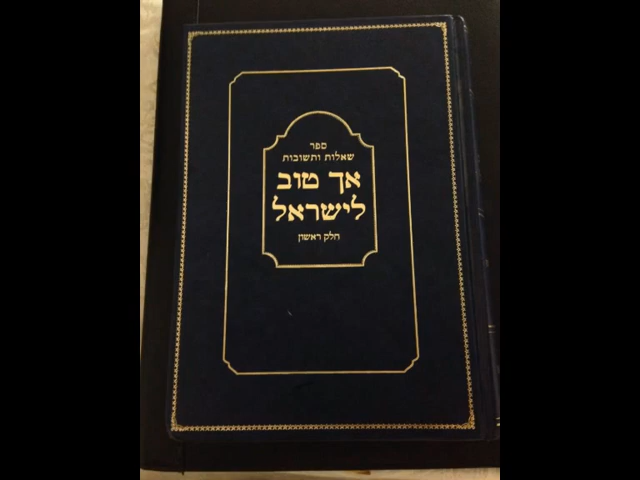 ספר
שאלות ותשובות
אך טוב
לישראל
חלק ראשון